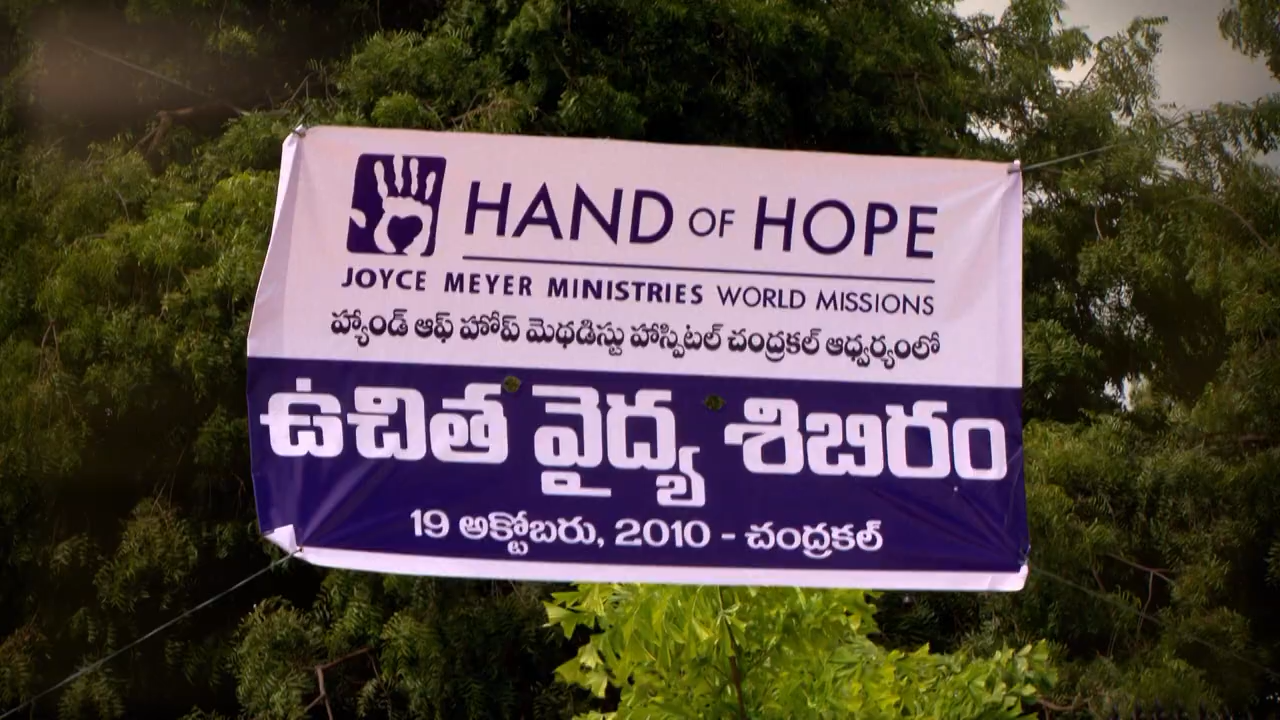 HAND OF HOPE
JOYCE MEYER MINISTRIES WORLD MISSIONS
హ్యాండ్ ఆఫ్ హోప్ మెథడిస్టు హాస్పిటల్ చంద్రకల్ ఆధ్వర్యంలో
ఉచిత వైద్య శిబిరం
19 అక్టోబరు, 2010 - చంద్రకల్